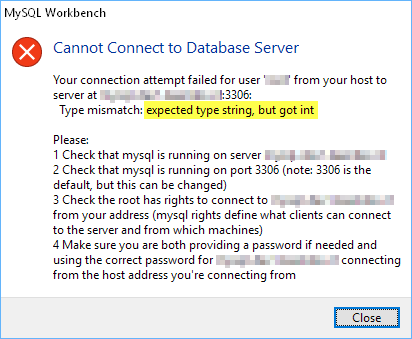 MySQL Workbench
Cannot Connect to Database Server
Your connection attempt failed for user '' from your host to
server at :3306:
Type mismatch: expected type string, but got int
Please:
1 Check that mysql is running on server
2 Check that mysql is running on port 3306 (note: 3306 is the
default, but this can be changed)
3 Check the root has rights to connect to
from your address (mysql rights define what clients can connect
to the server and from which machines)
4 Make sure you are both providing a password if needed and
using the correct password for connecting
from the host address you're connecting from
Close